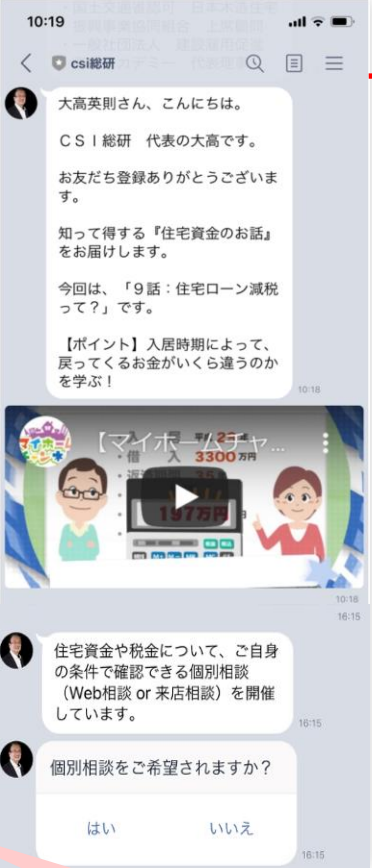 10:19
csi総研
大高英則さん、こんにちは。
CSI総研 代表の大高です。
お友だち登録ありがとうございま
す。
知って得する『住宅資金のお話』
をお届けします。
今回は、「9話：住宅ローン減税
って？」です。
【ポイント】入居時期によって、
戻ってくるお金がいくら違うのか
を学ぶ！
10:18
【マイホームチャ...
・借 入 3300万円
197万円
10:18
16:15
住宅資金や税金について、ご自身
の条件で確認できる個別相談
（Web相談 or 来店相談）を開催
しています。
16:15
個別相談をご希望されますか？
はい
いいえ
16:15